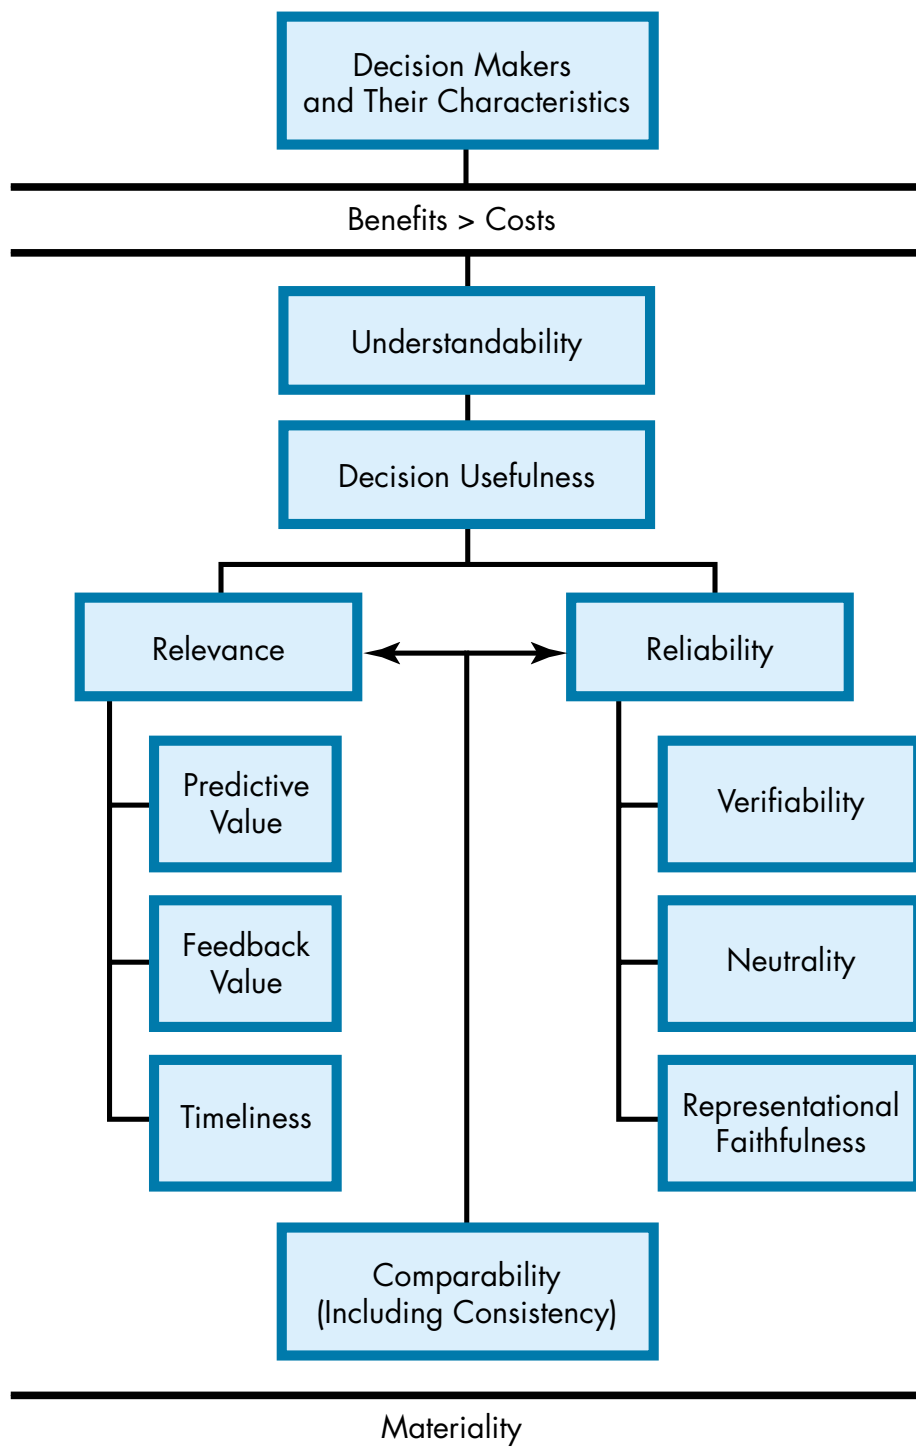 Decision Makers
and Their Characteristics
Benefits > Costs
Understandability
Decision Usefulness
Relevance
Reliability
Predictive
Value
Verifiability
Feedback
Value
Neutrality
Timeliness
Representational
Faithfulness
Comparability
(Including Consistency)
Materiality